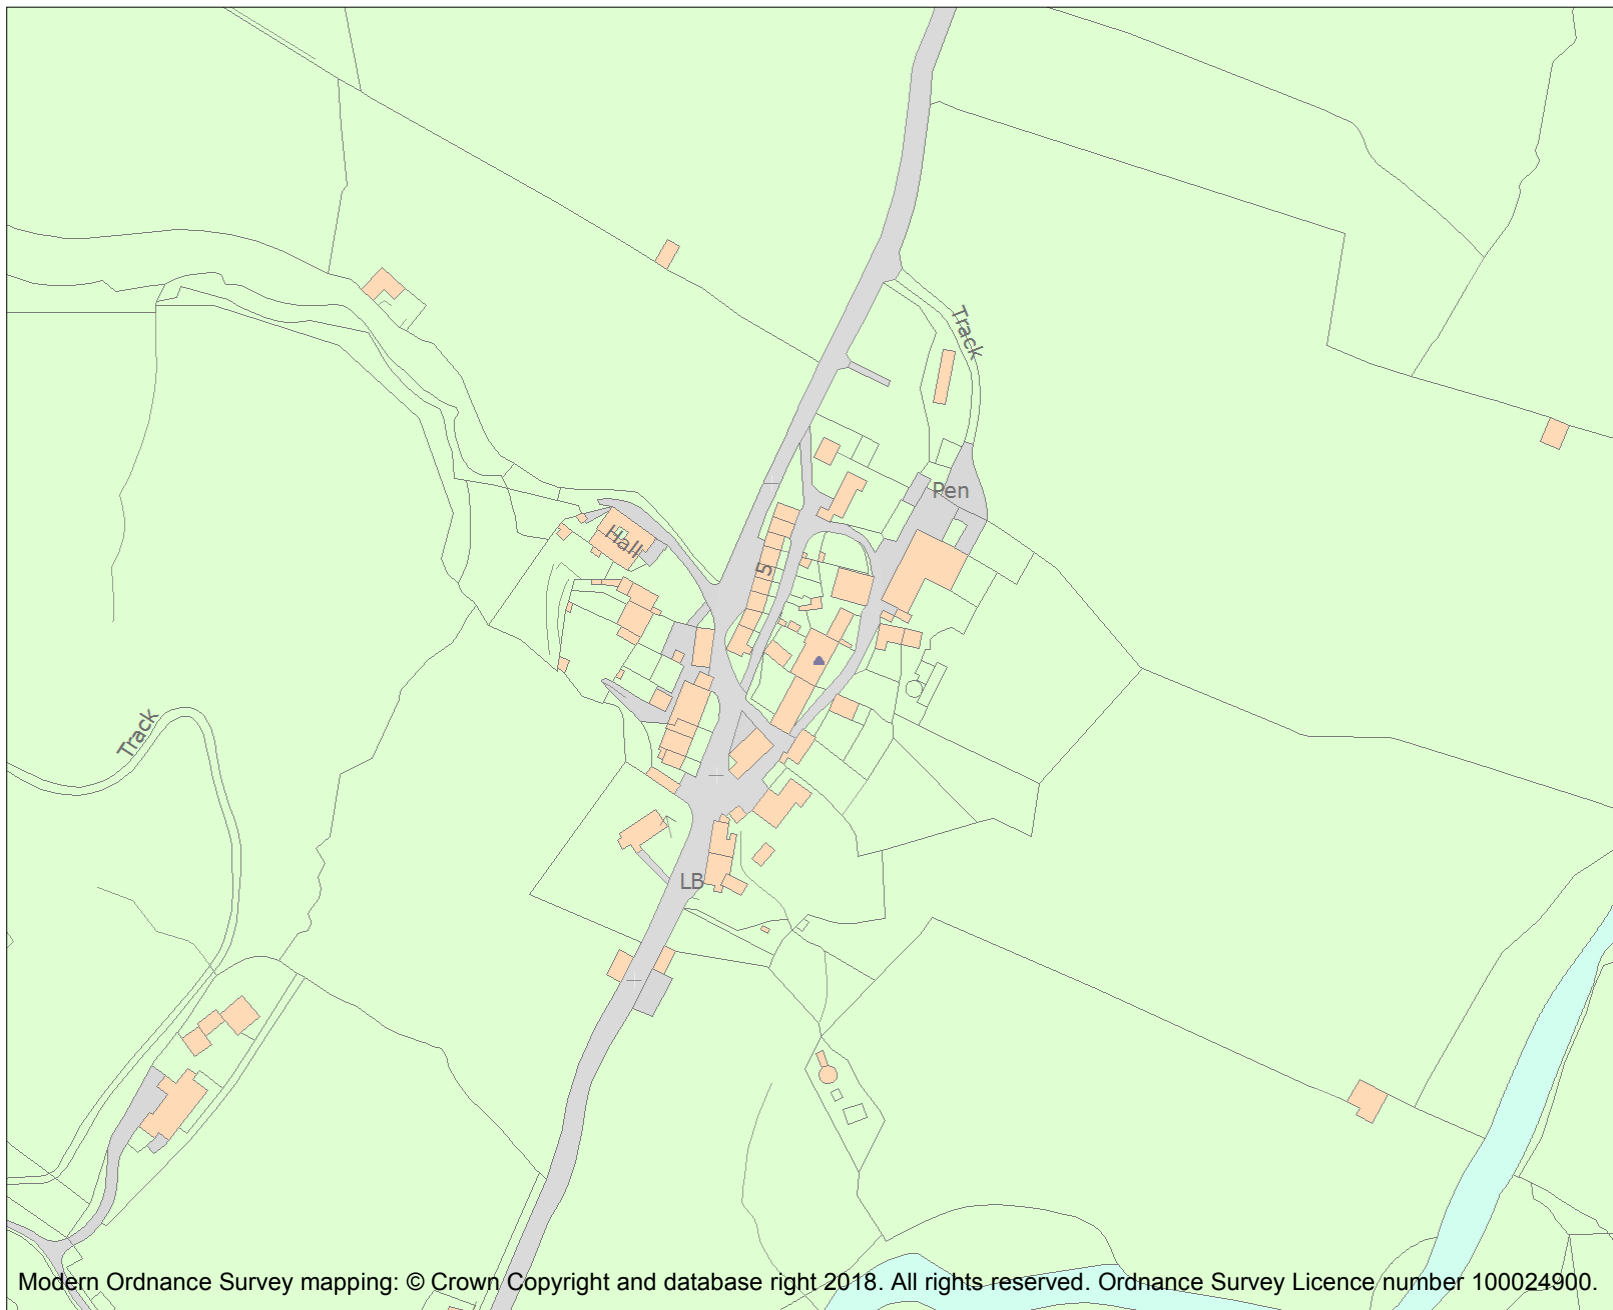 Track
Pen
Hall
5
Track
LB
Modern Ordnance Survey mapping: © Crown Copyright and database right 2018. All rights reserved. Ordnance Survey Licence number 100024900.